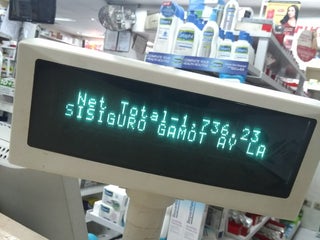 Net Total-1,736.23
SISIGURO GAMOT AY LA